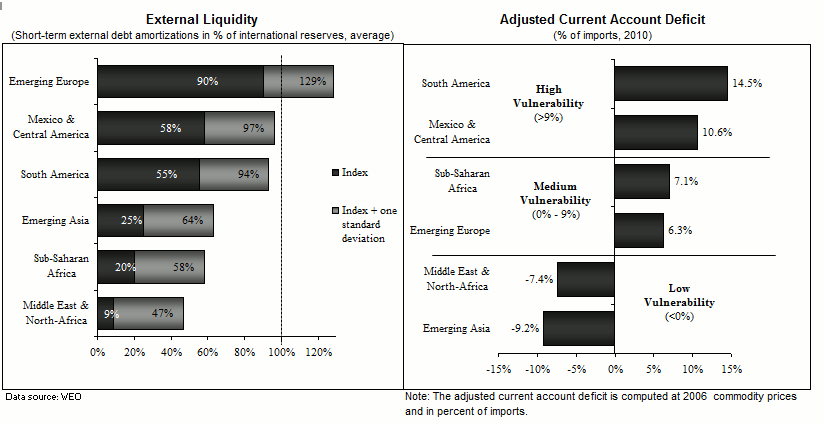 External Liquidity
(Short-term external debt amortizations in % of international reserves, average)
Emerging Europe
90%
129%
Mexico &
Central America
58%
97%
South America
55%
94%
Emerging Asia
25%
64%
Sub-Saharan
Africa
20%
58%
Middle East &
North-Africa
9%
47%
0%
20%
40%
60%
80%
100%
120%
Index
Index + one
standard
deviation
Data source: WEO
Adjusted Current Account Deficit
(% of imports, 2010)
South America
14.5%
High
Vulnerability
(>9%)
Mexico &
Central America
10.6%
Sub-Saharan
Africa
7.1%
Medium
Vulnerability
(0% - 9%)
Emerging Europe
6.3%
Middle East &
North-Africa
-7.4%
Low
Vulnerability
(<0%)
Emerging Asia
-9.2%
-15%
-10%
-5%
0%
5%
10%
15%
Note: The adjusted current account deficit is computed at 2006 commodity prices
and in percent of imports.